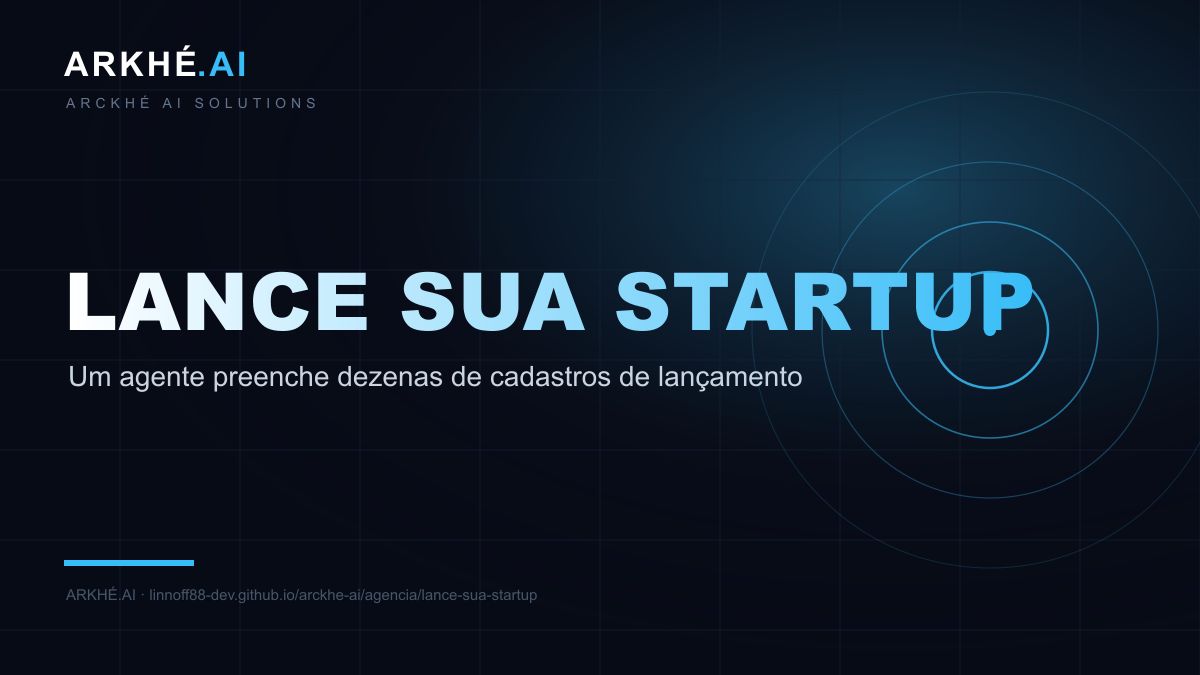 ARKHÉ.AI
ARCKHÉ AI SOLUTIONS
LANCE SUA STARTUP
Um agente preenche dezenas de cadastros de lançamento
ARKHÉ.AI · linnoff88-dev.github.io/arckhe-ai/agencia/lance-sua-startup